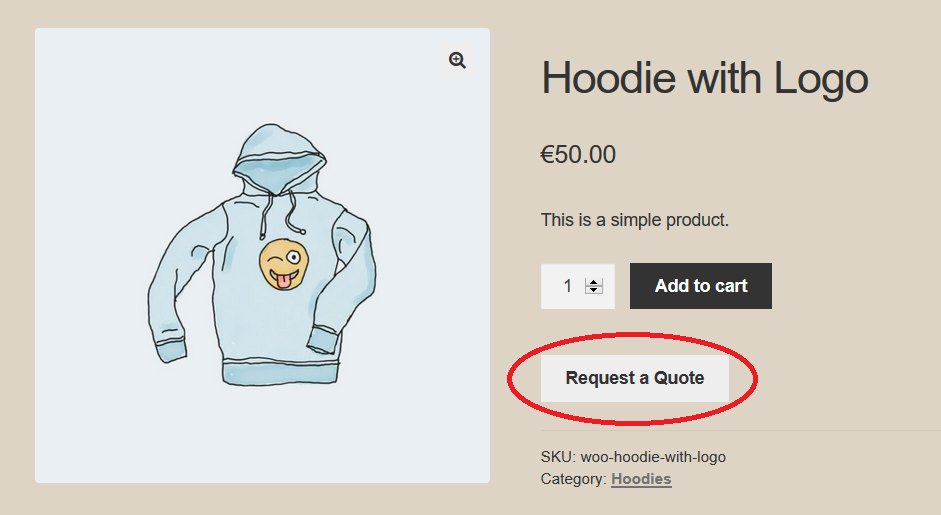 Hoodie with Logo
€50.00
This is a simple product.
1 Add to cart
Request a Quote
SKU: woo-hoodie-with-logo
Category: Hoodies